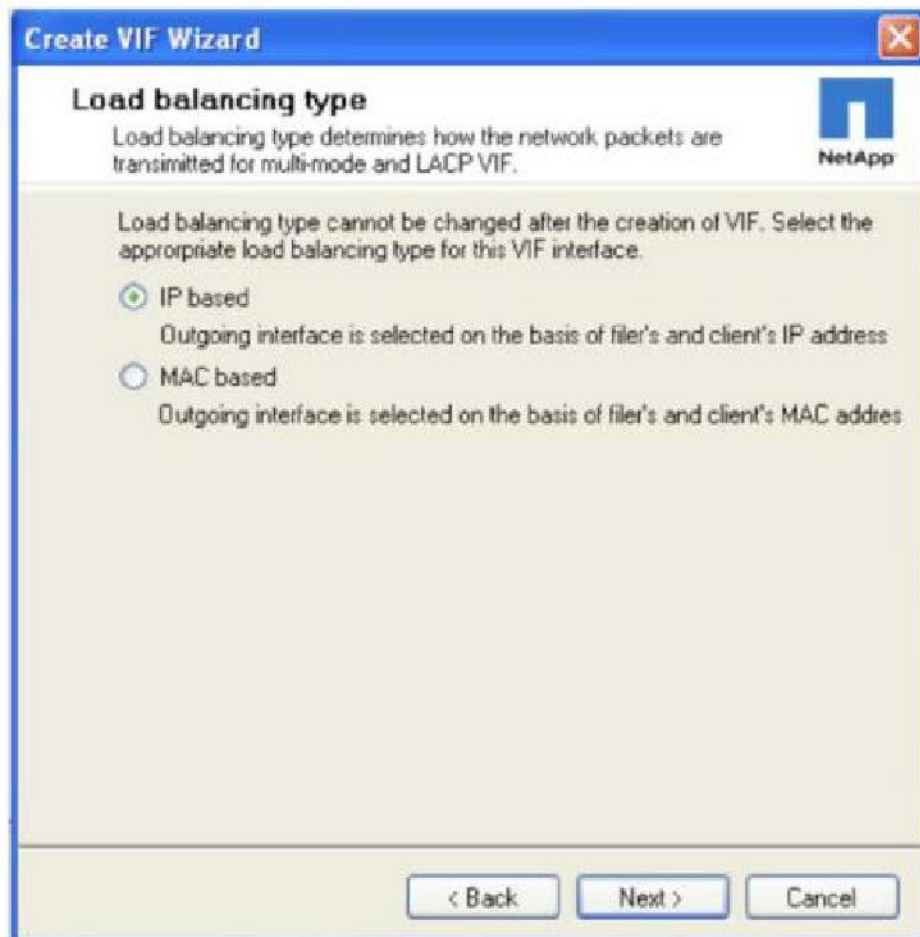 Create VIF Wizard
Load balancing type
Load balancing type determines how the network packets are
transimitted for multi-mode and LACP VIF.
NetApp
Load balancing type cannot be changed after the creation of VIF. Select the
approrpriate load balancing type for this VIF interface.
IP based
Outgoing interface is selected on the basis of filer's and client's IP address
MAC based
Outgoing interface is selected on the basis of filer's and client's MAC addres
< Back
Next >
Cancel